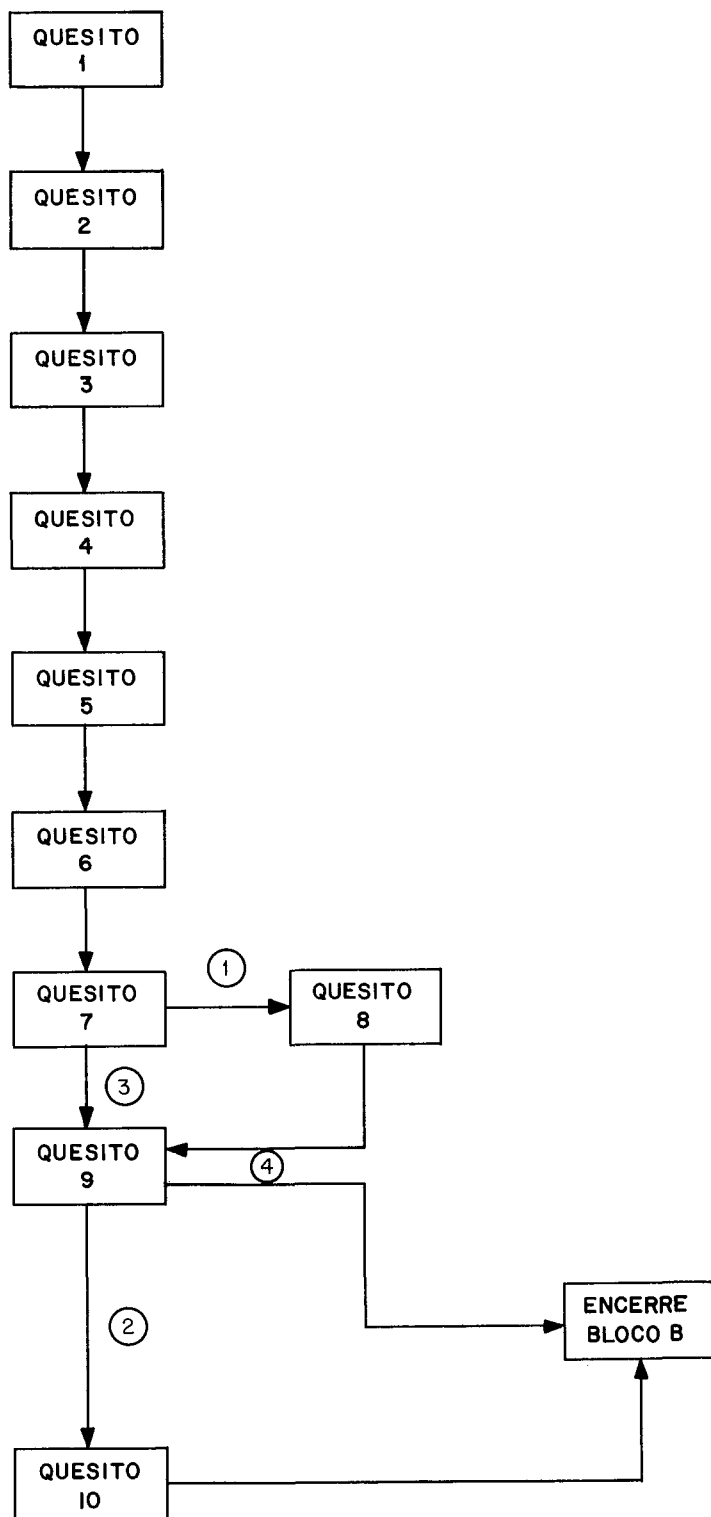 QUESITO
1
QUESITO
2
QUESITO
3
QUESITO
4
QUESITO
5
QUESITO
6
QUESITO
7
1
QUESITO
8
3
QUESITO
9
4
2
ENCERRE
BLOCO B
QUESITO
10